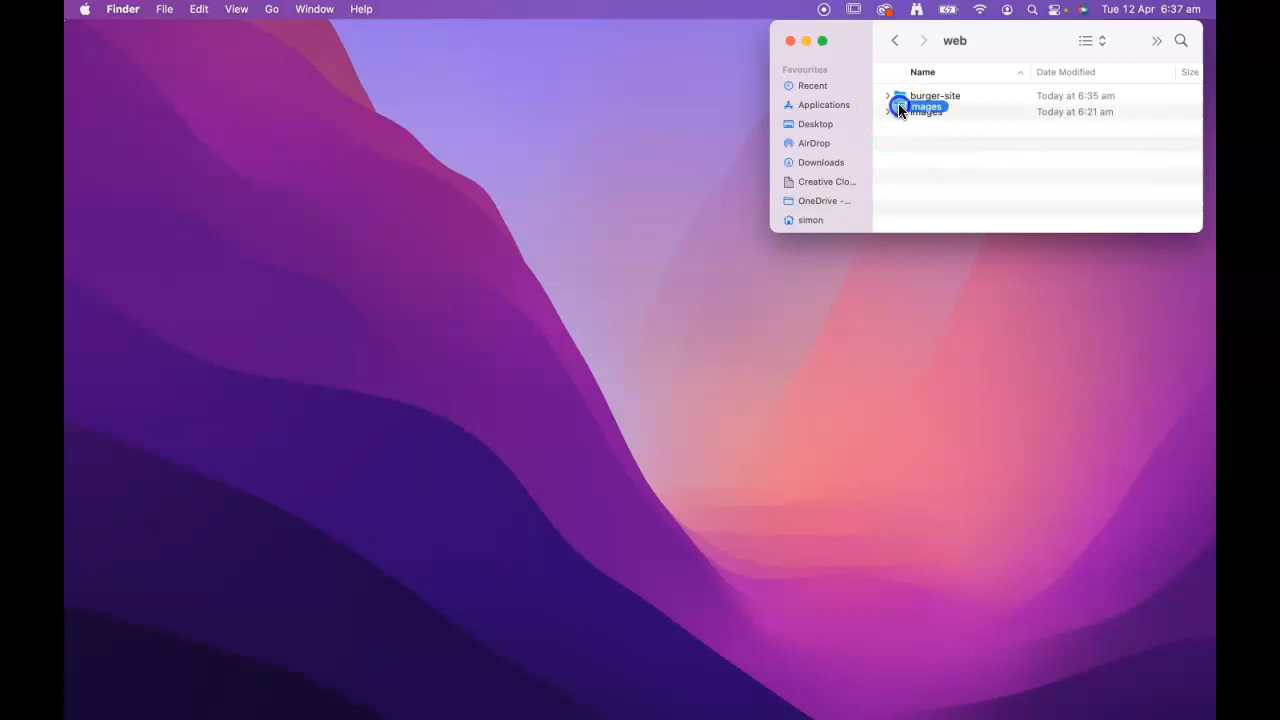 Finder File Edit View Go Window Help Tue 12 Apr 6:37 am
web
Favourites
Recent
Applications
Desktop
AirDrop
Downloads
Creative Clo...
OneDrive -...
simon
Name Date Modified Size
burger-site Today at 6:35 am
images
images Today at 6:21 am